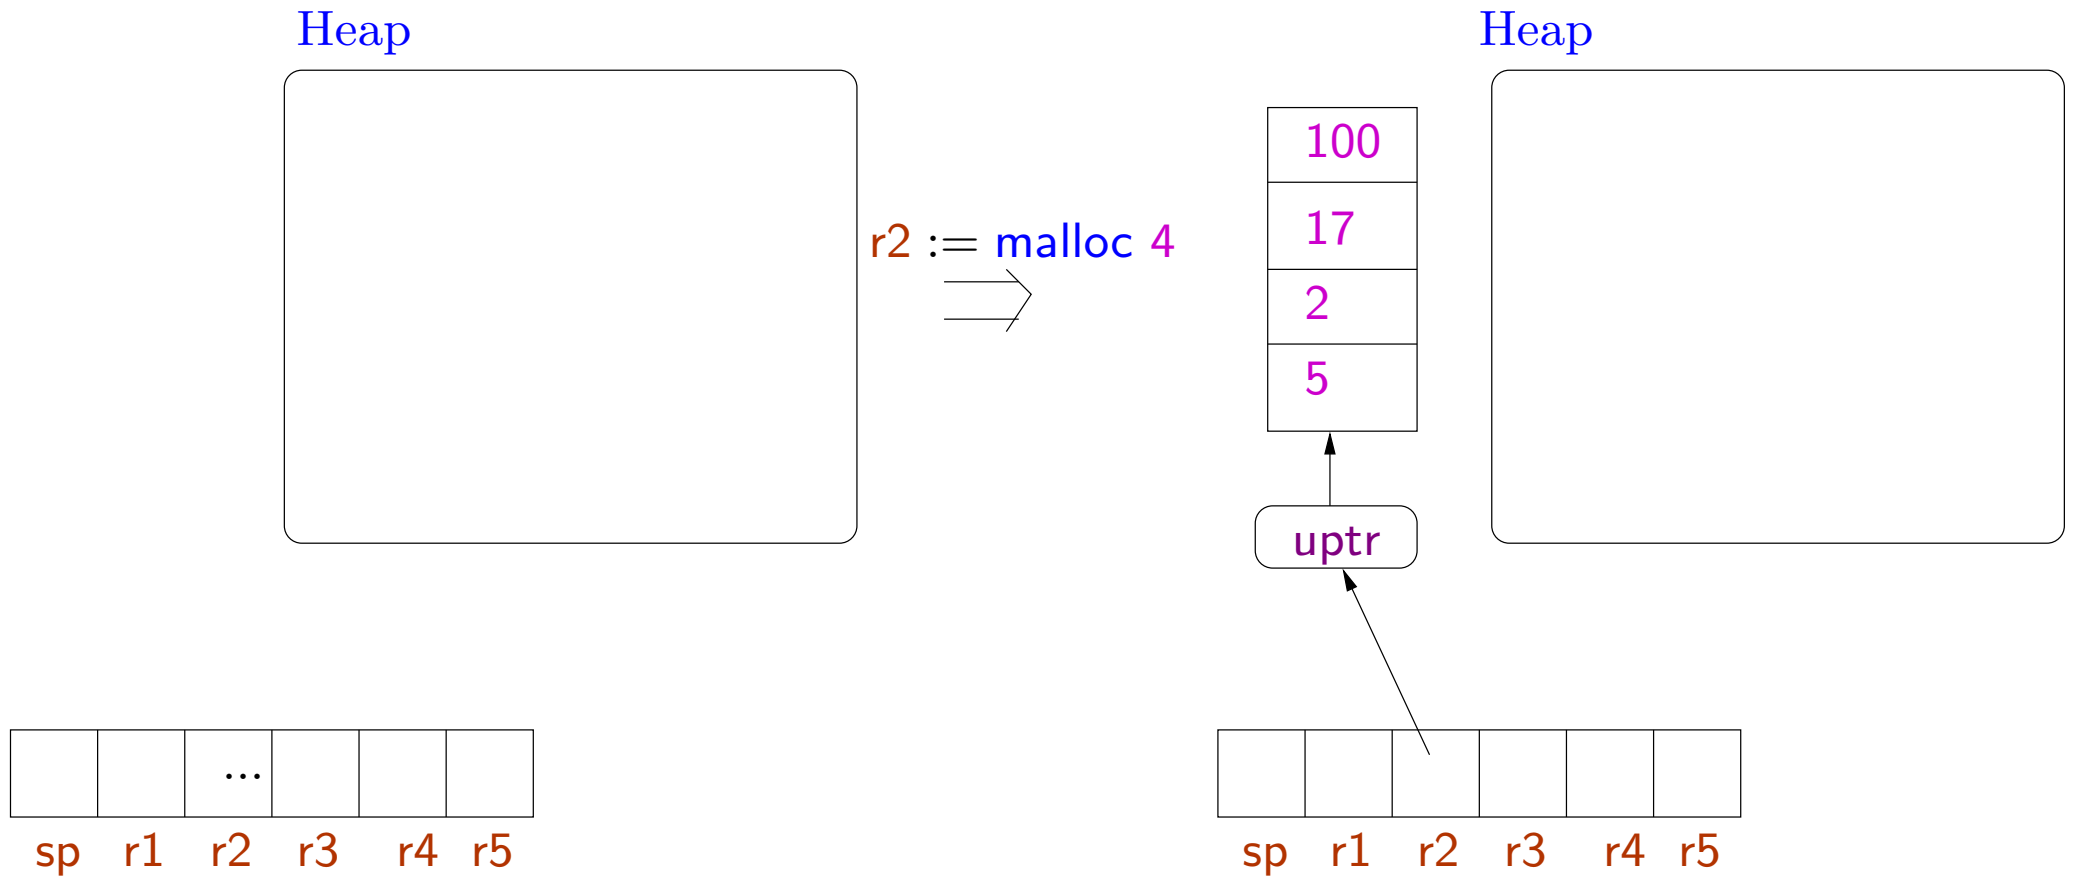 Heap
Heap
100
17
r2 := malloc 4
2
5
uptr
...
sp r1 r2 r3 r4 r5
sp r1 r2 r3 r4 r5